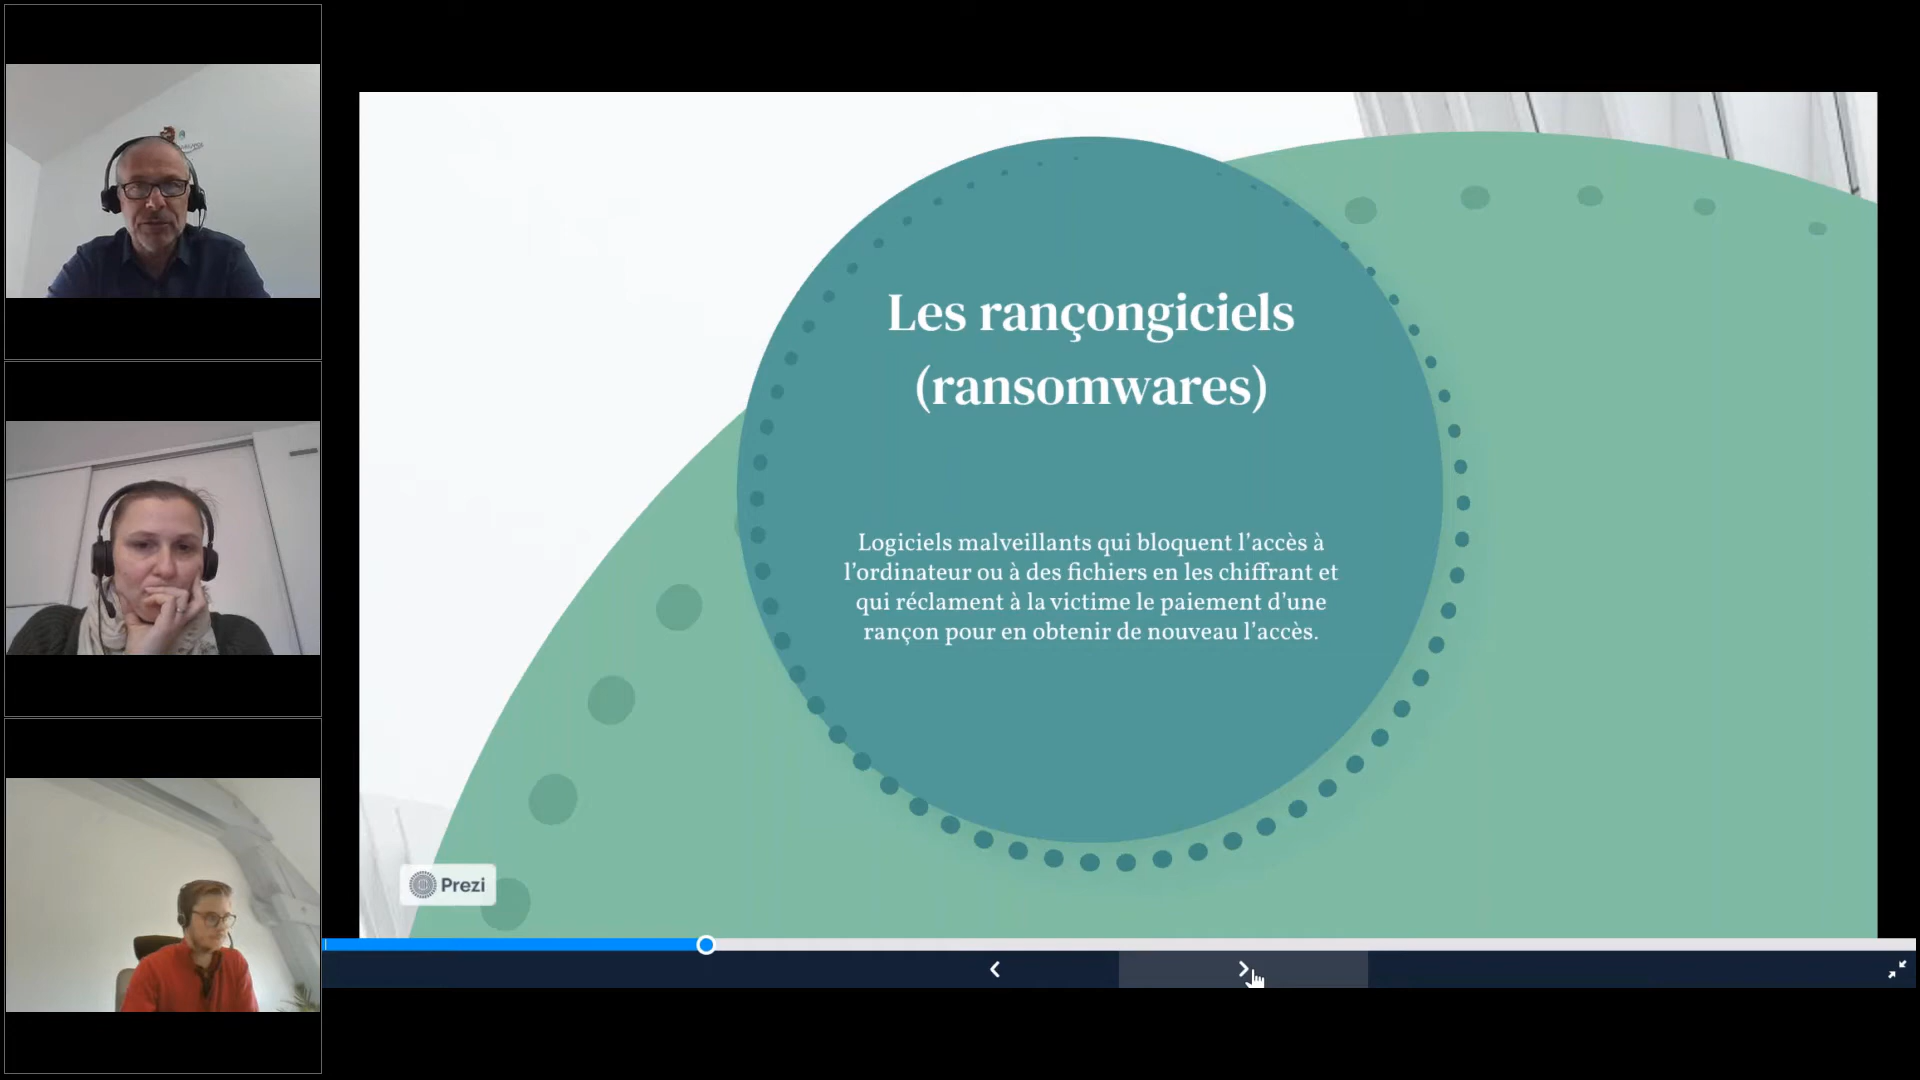 Les rançongiciels
(ransomwares)
Logiciels malveillants qui bloquent l’accès à
l’ordinateur ou à des fichiers en les chiffrant et
qui réclament à la victime le paiement d’une
rançon pour en obtenir de nouveau l’accès.
Prezi